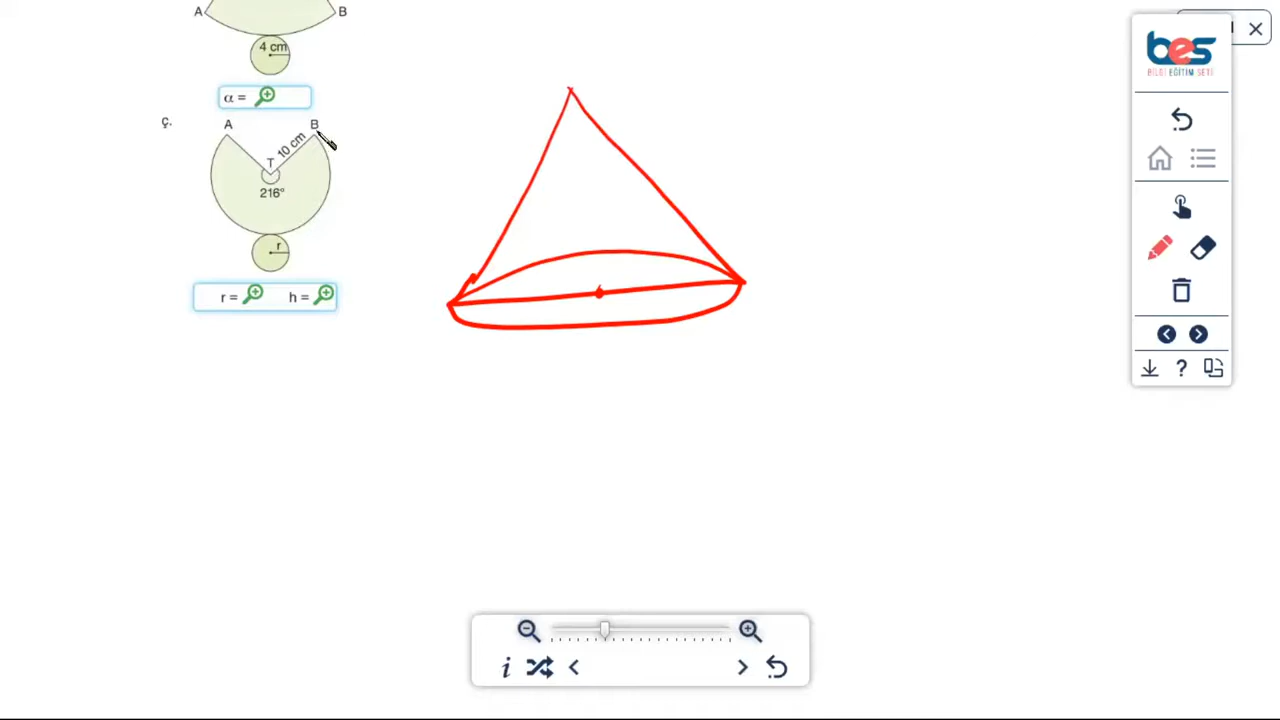 A B
4 cm
α =
ç.
A B
10 cm
T
216°
r
r = h =
bes
BİLGİ EĞİTİM SETİ
?
i